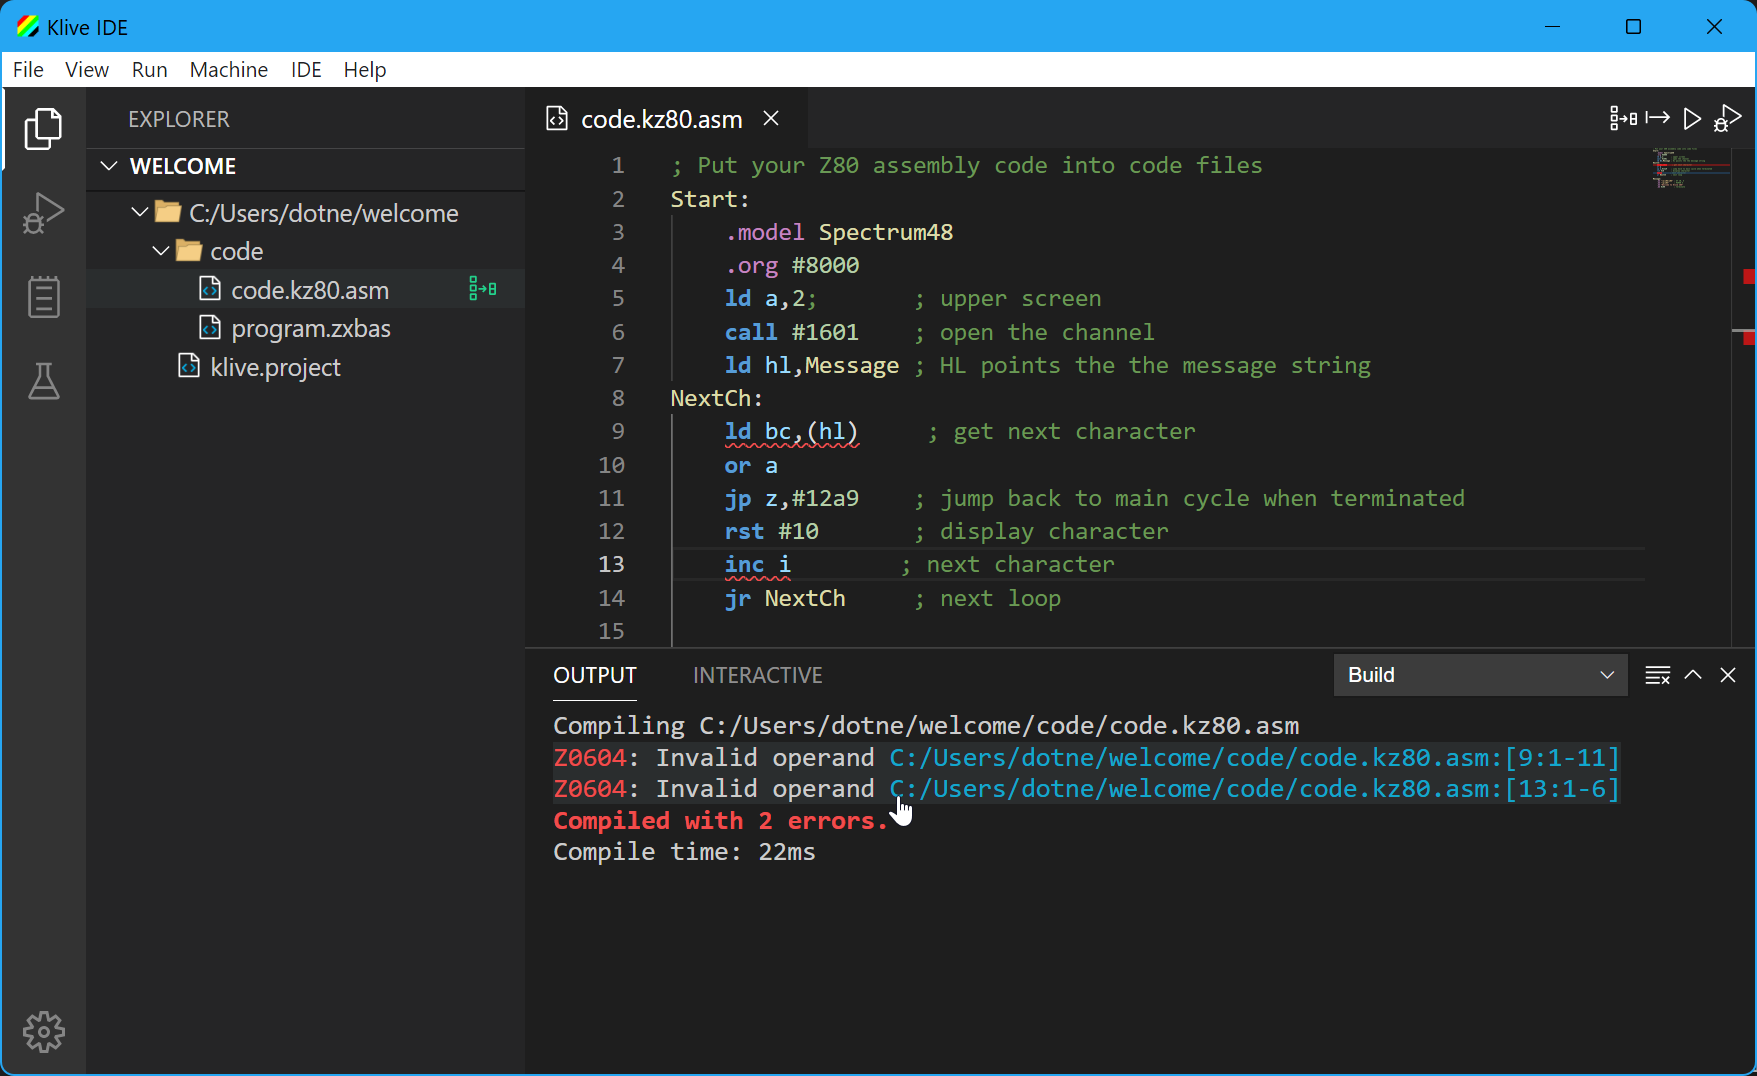 Klive IDE
File View Run Machine IDE Help
EXPLORER
WELCOME
C:/Users/dotne/welcome
code
code.kz80.asm
program.zxbas
klive.project
code.kz80.asm
1 ; Put your Z80 assembly code into code files
2 Start:
3 .model Spectrum48
4 .org #8000
5 ld a,2; ; upper screen
6 call #1601 ; open the channel
7 ld hl,Message ; HL points the the message string
8 NextCh:
9 ld bc,(hl) ; get next character
10 or a
11 jp z,#12a9 ; jump back to main cycle when terminated
12 rst #10 ; display character
13 inc i ; next character
14 jr NextCh ; next loop
15
OUTPUT INTERACTIVE Build
Compiling C:/Users/dotne/welcome/code/code.kz80.asm
Z0604: Invalid operand C:/Users/dotne/welcome/code/code.kz80.asm:[9:1-11]
Z0604: Invalid operand C:/Users/dotne/welcome/code/code.kz80.asm:[13:1-6]
Compiled with 2 errors.
Compile time: 22ms